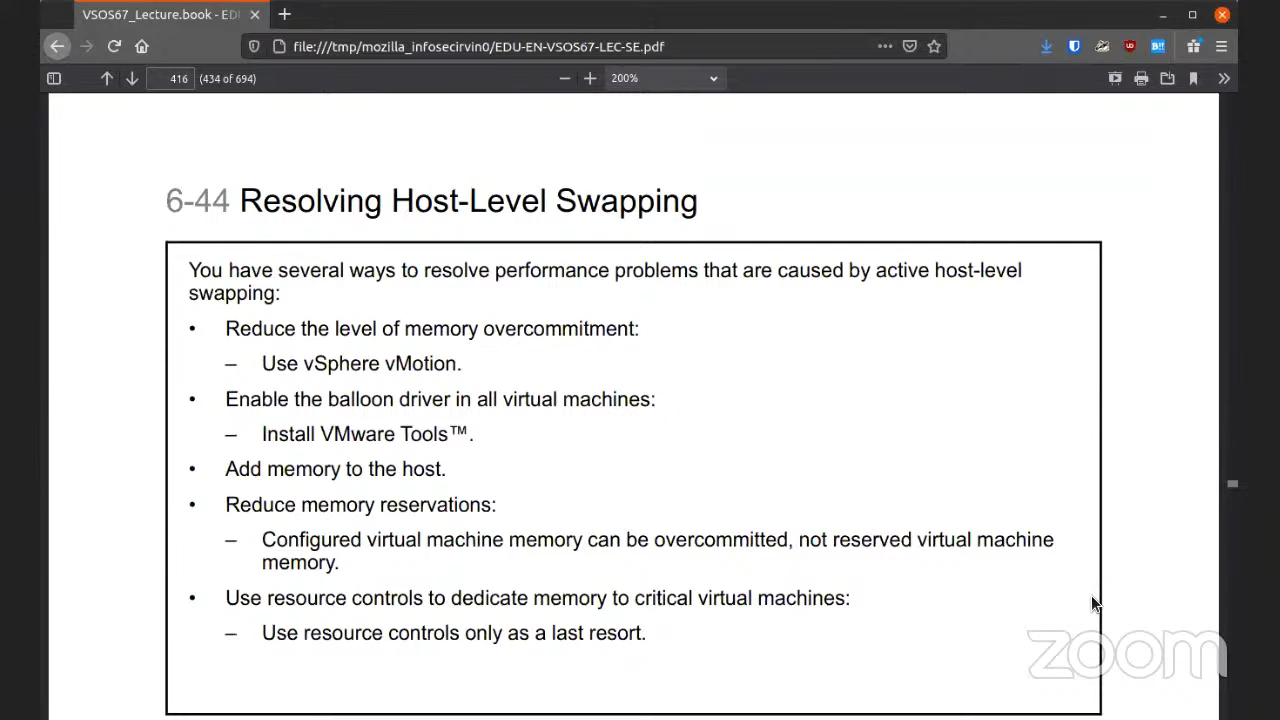 VSOS67_Lecture.book - EDU
file:///tmp/mozilla_infosecirvin0/EDU-EN-VSOS67-LEC-SE.pdf
416 (434 of 694) 200%
6-44 Resolving Host-Level Swapping
You have several ways to resolve performance problems that are caused by active host-level
swapping:
• Reduce the level of memory overcommitment:
– Use vSphere vMotion.
• Enable the balloon driver in all virtual machines:
– Install VMware Tools™.
• Add memory to the host.
• Reduce memory reservations:
– Configured virtual machine memory can be overcommitted, not reserved virtual machine
memory.
• Use resource controls to dedicate memory to critical virtual machines:
– Use resource controls only as a last resort.
zoom